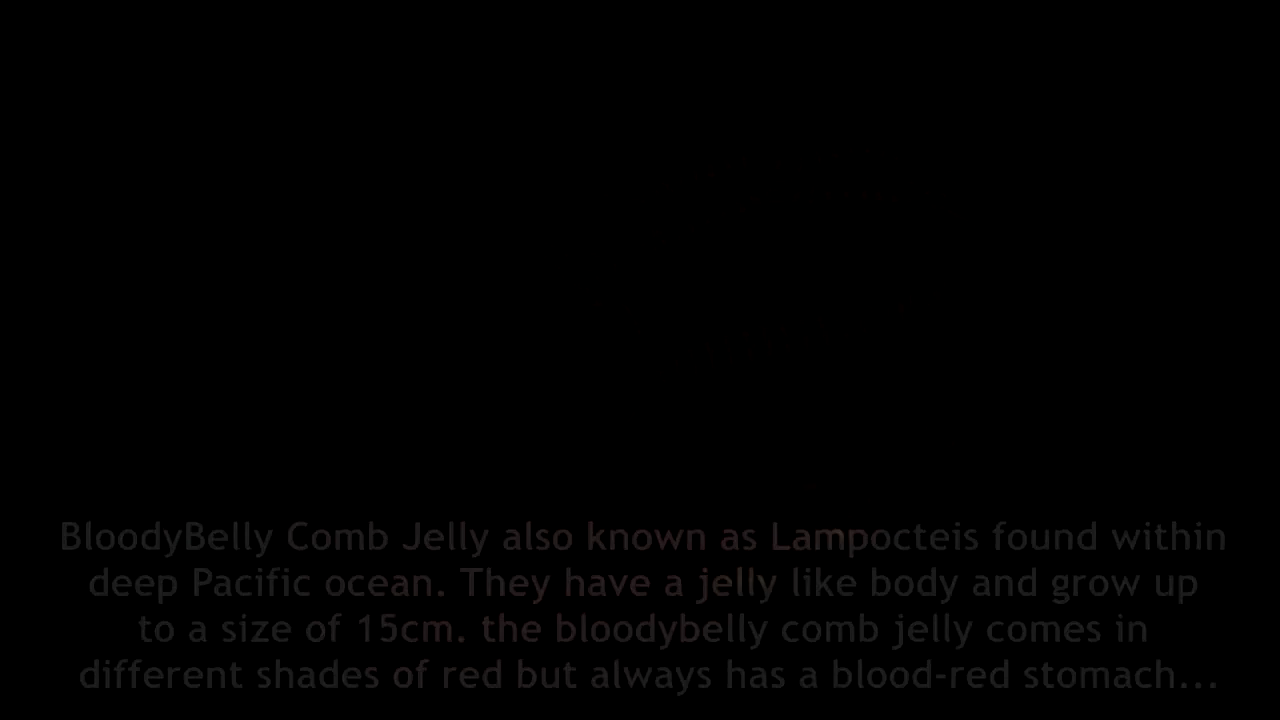 BloodyBelly Comb Jelly also known as Lampocteis found within
deep Pacific ocean. They have a jelly like body and grow up
to a size of 15cm. the bloodybelly comb jelly comes in
different shades of red but always has a blood-red stomach...